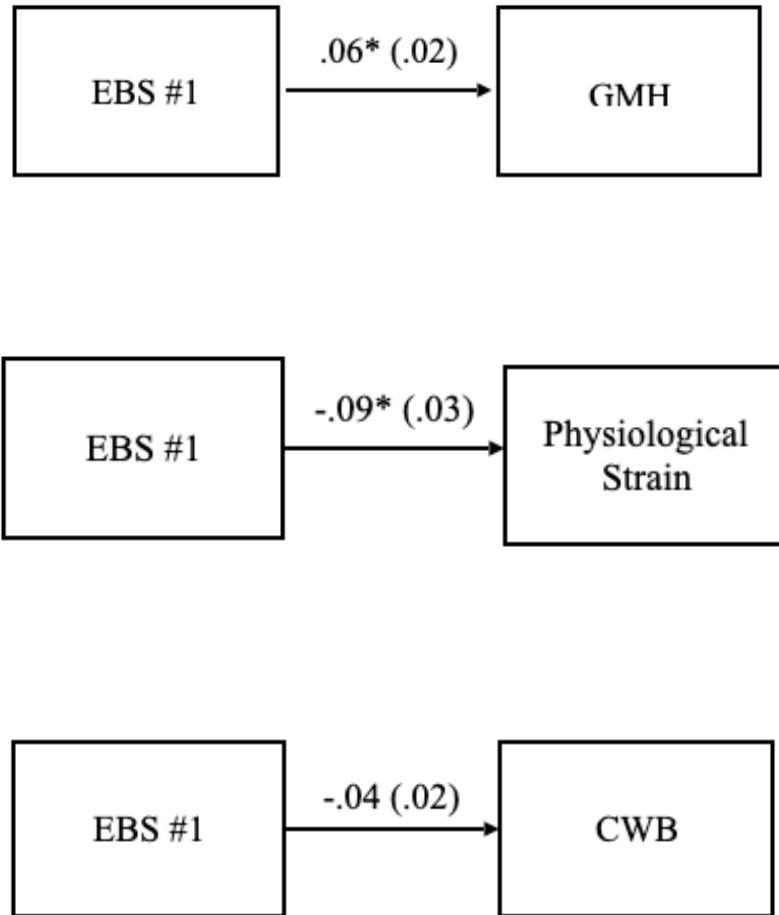 .06* (.02)
EBS #1
GMH
-.09* (.03)
EBS #1
Physiological
Strain
-.04 (.02)
EBS #1
CWB